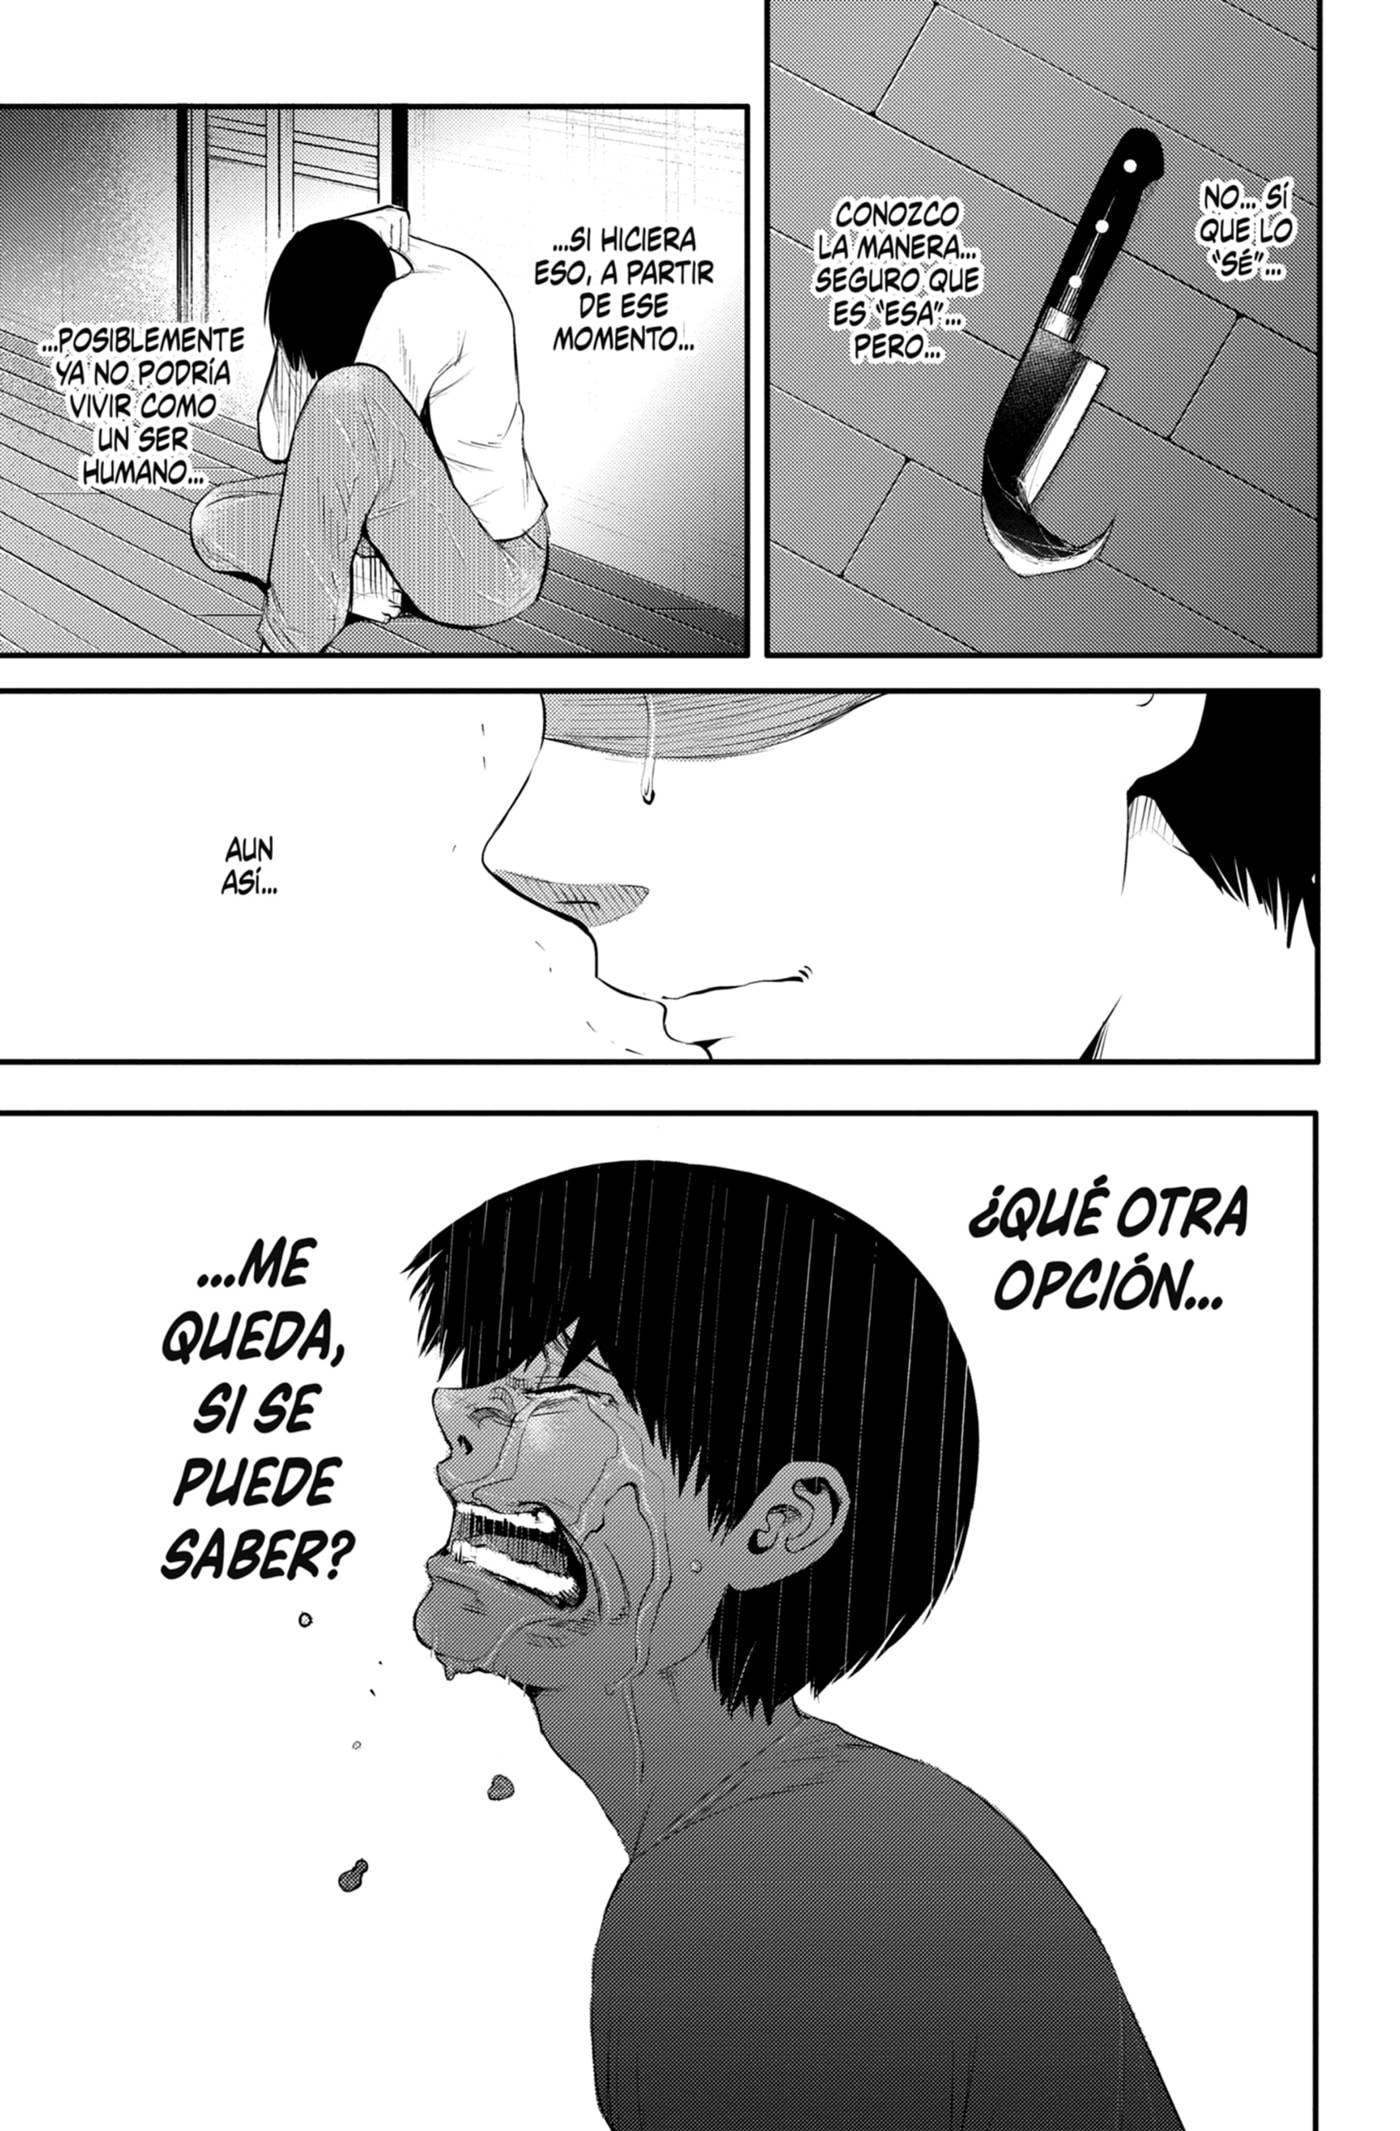 NO... SÍ
QUE LO
"SÉ"...
CONOZCO
LA MANERA...
SEGURO QUE
ES "ESA"...
PERO...
...SI HICIERA
ESO, A PARTIR
DE ESE
MOMENTO...
...POSIBLEMENTE
YA NO PODRÍA
VIVIR COMO
UN SER
HUMANO...
AUN
ASÍ...
¿QUÉ OTRA
OPCIÓN...
...ME
QUEDA,
SI SE
PUEDE
SABER?